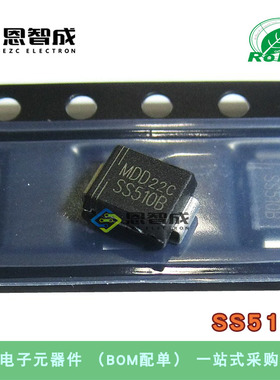 恩智成
EZC ELECTRON
RoHS
MDD22C
SS510B
恩智成
SS51
电子元器件 （BOM配单） 一站式采购